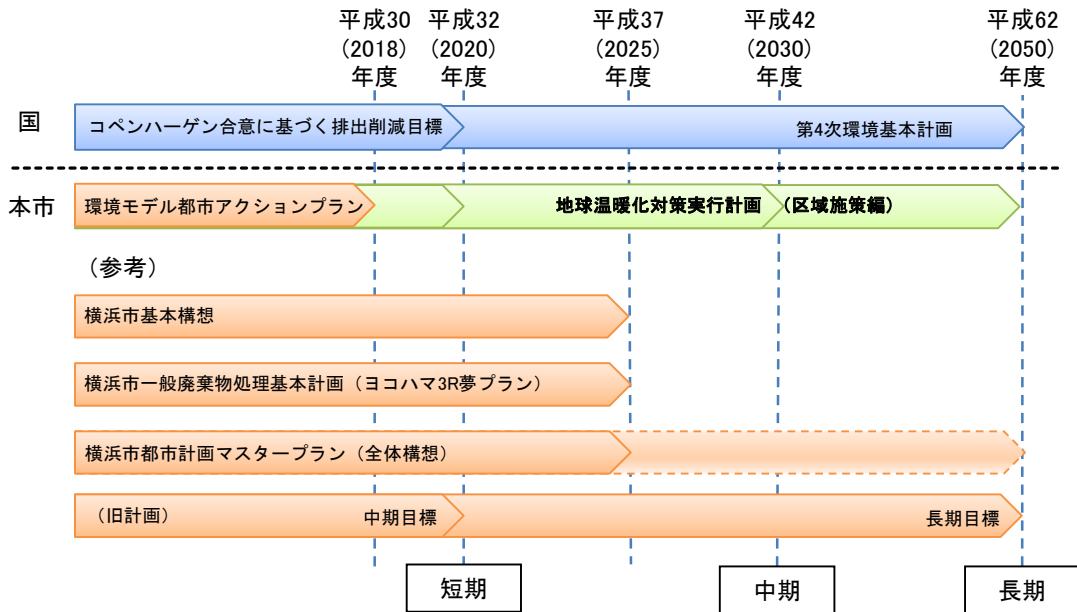 平成30
(2018)
年度
平成32
(2020)
年度
平成37
(2025)
年度
平成42
(2030)
年度
平成62
(2050)
年度
国
コペンハーゲン合意に基づく排出削減目標
第4次環境基本計画
本市
環境モデル都市アクションプラン
地球温暖化対策実行計画 (区域施策編)
(参考)
横浜市基本構想
横浜市一般廃棄物処理基本計画(ヨコハマ3R夢プラン)
横浜市都市計画マスタープラン(全体構想)
(旧計画) 中期目標 長期目標
短期 中期 長期